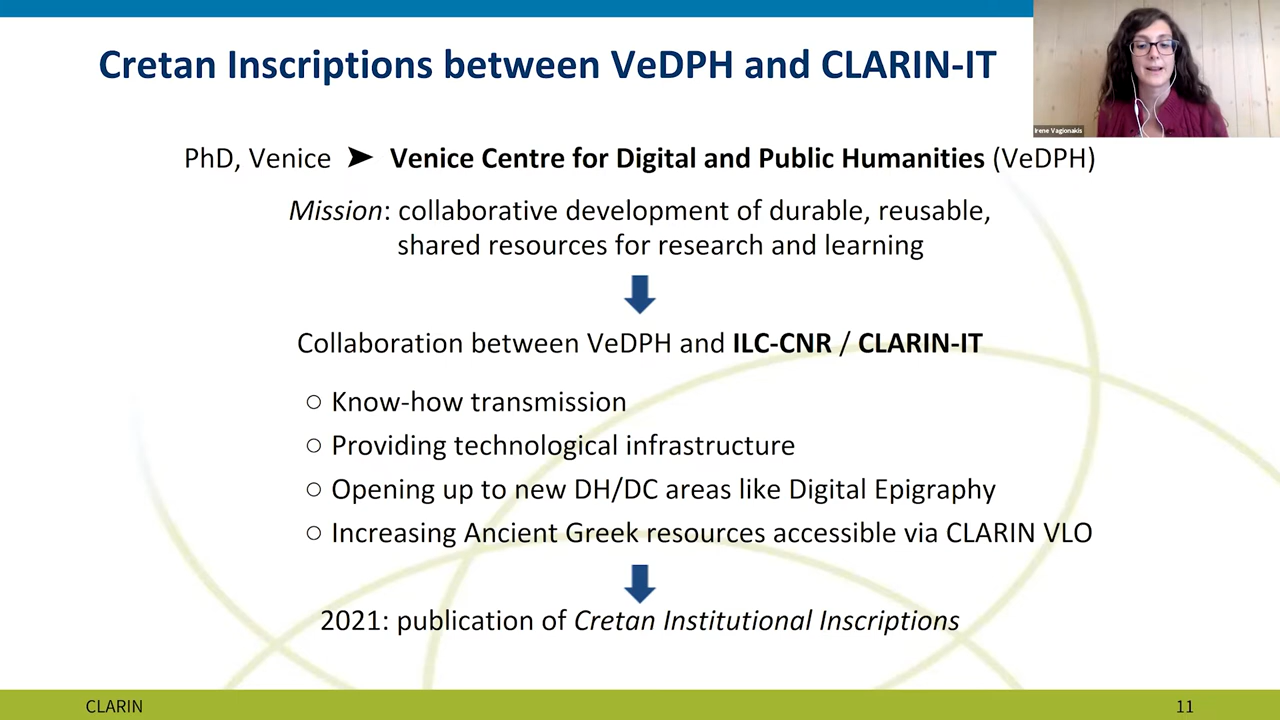 Cretan Inscriptions between VeDPH and CLARIN-IT
Irene Vagionakis
PhD, Venice ➤ Venice Centre for Digital and Public Humanities (VeDPH)
Mission: collaborative development of durable, reusable,
shared resources for research and learning
Collaboration between VeDPH and ILC-CNR / CLARIN-IT
○ Know-how transmission
○ Providing technological infrastructure
○ Opening up to new DH/DC areas like Digital Epigraphy
○ Increasing Ancient Greek resources accessible via CLARIN VLO
2021: publication of Cretan Institutional Inscriptions
CLARIN
11